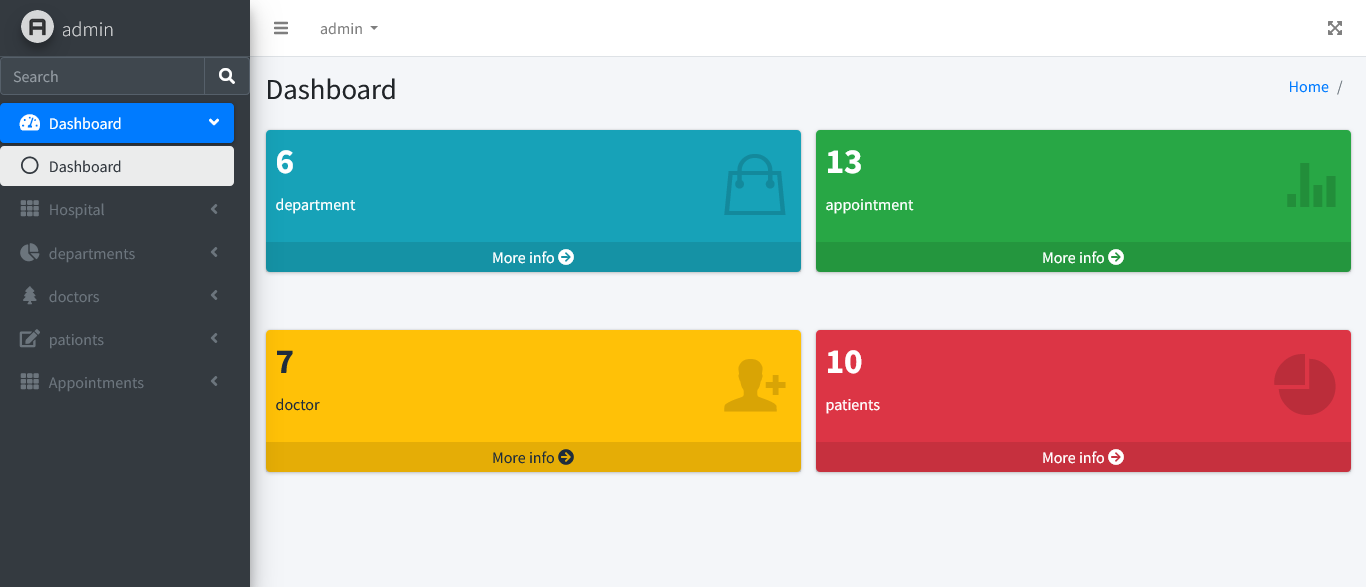 admin
Search
Dashboard
Dashboard
Hospital
departments
doctors
pationts
Appointments
admin
Dashboard
Home /
6
department
More info
13
appointment
More info
7
doctor
More info
10
patients
More info